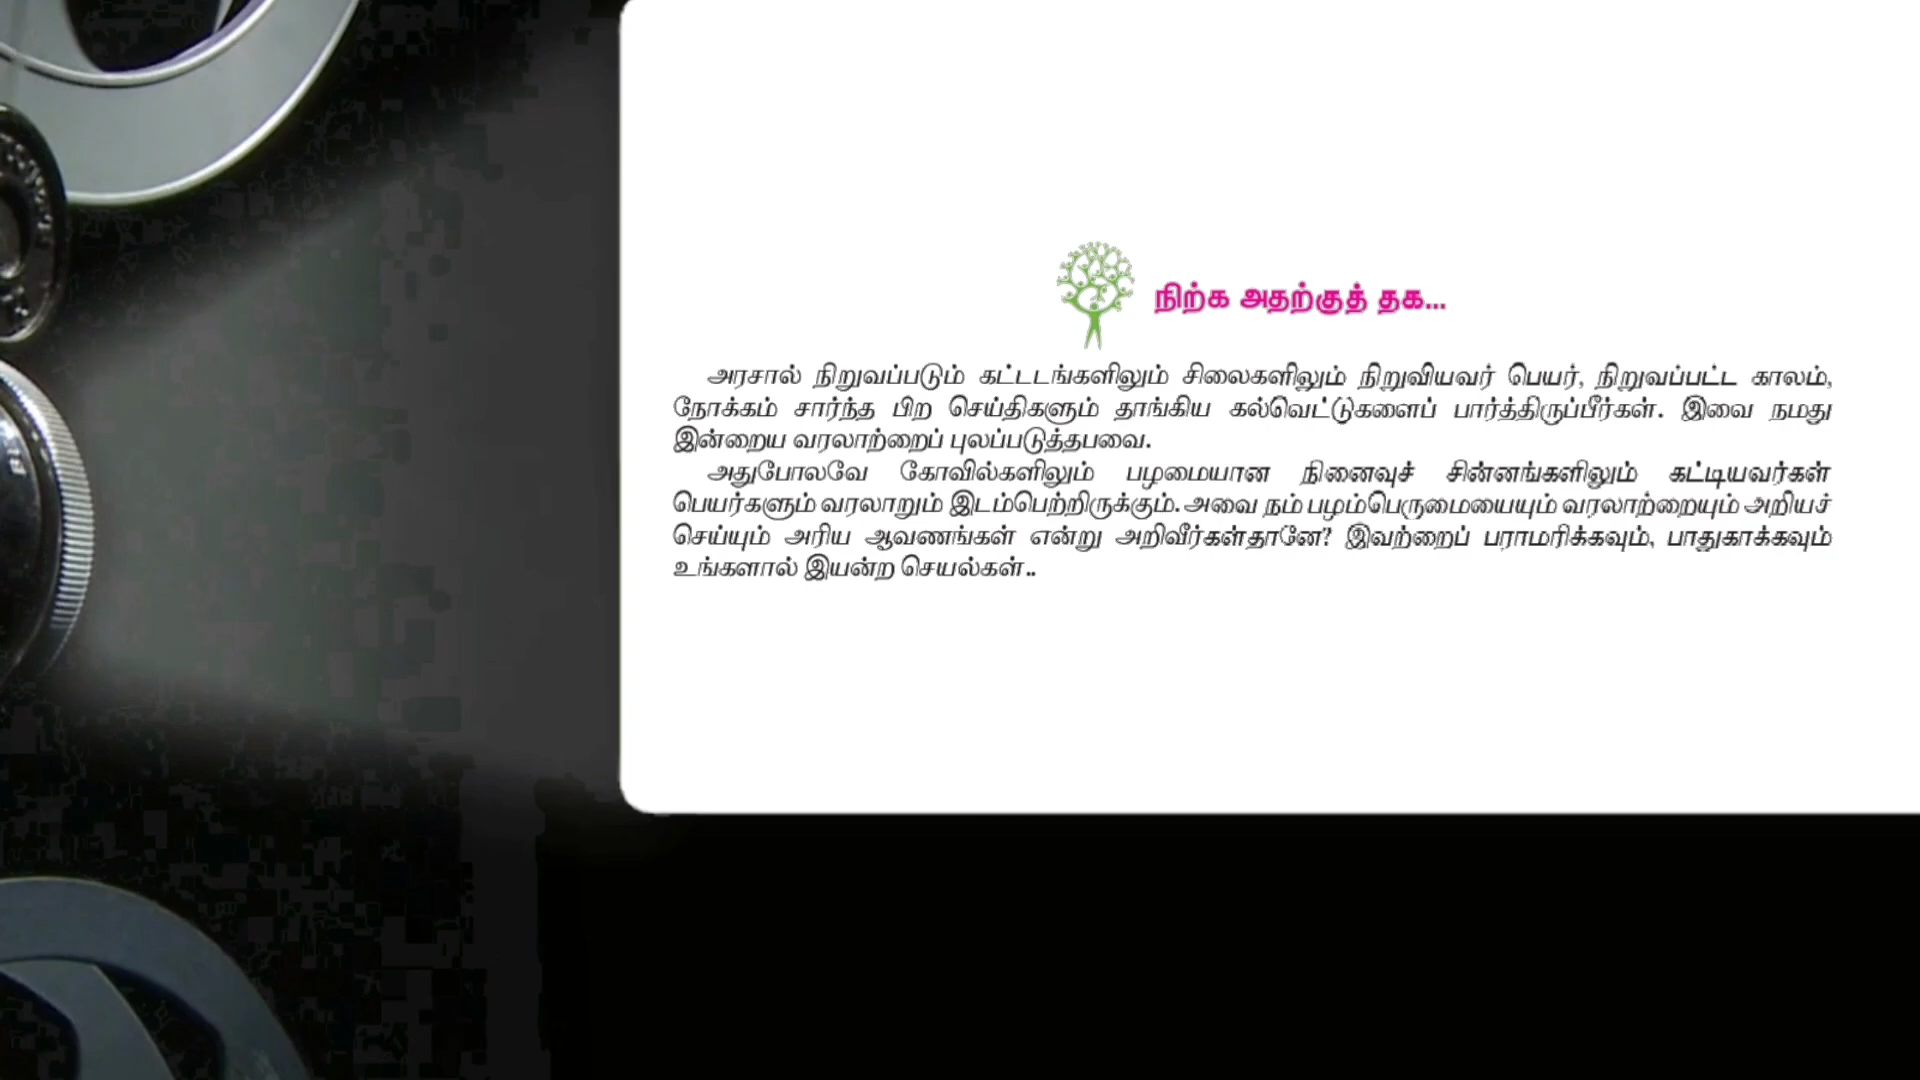 நிற்க அதற்குத் தக...
அரசால் நிறுவப்படும் கட்டடங்களிலும் சிலைகளிலும் நிறுவியவர் பெயர், நிறுவப்பட்ட காலம்,
நோக்கம் சார்ந்த பிற செய்திகளும் தாங்கிய கல்வெட்டுகளைப் பார்த்திருப்பீர்கள். இவை நமது
இன்றைய வரலாற்றைப் புலப்படுத்தபவை.
அதுபோலவே கோவில்களிலும் பழமையான நினைவுச் சின்னங்களிலும் கட்டியவர்கள்
பெயர்களும் வரலாறும் இடம்பெற்றிருக்கும். அவை நம் பழம்பெருமையையும் வரலாற்றையும் அறியச்
செய்யும் அரிய ஆவணங்கள் என்று அறிவீர்கள்தானே? இவற்றைப் பராமரிக்கவும், பாதுகாக்கவும்
உங்களால் இயன்ற செயல்கள்..